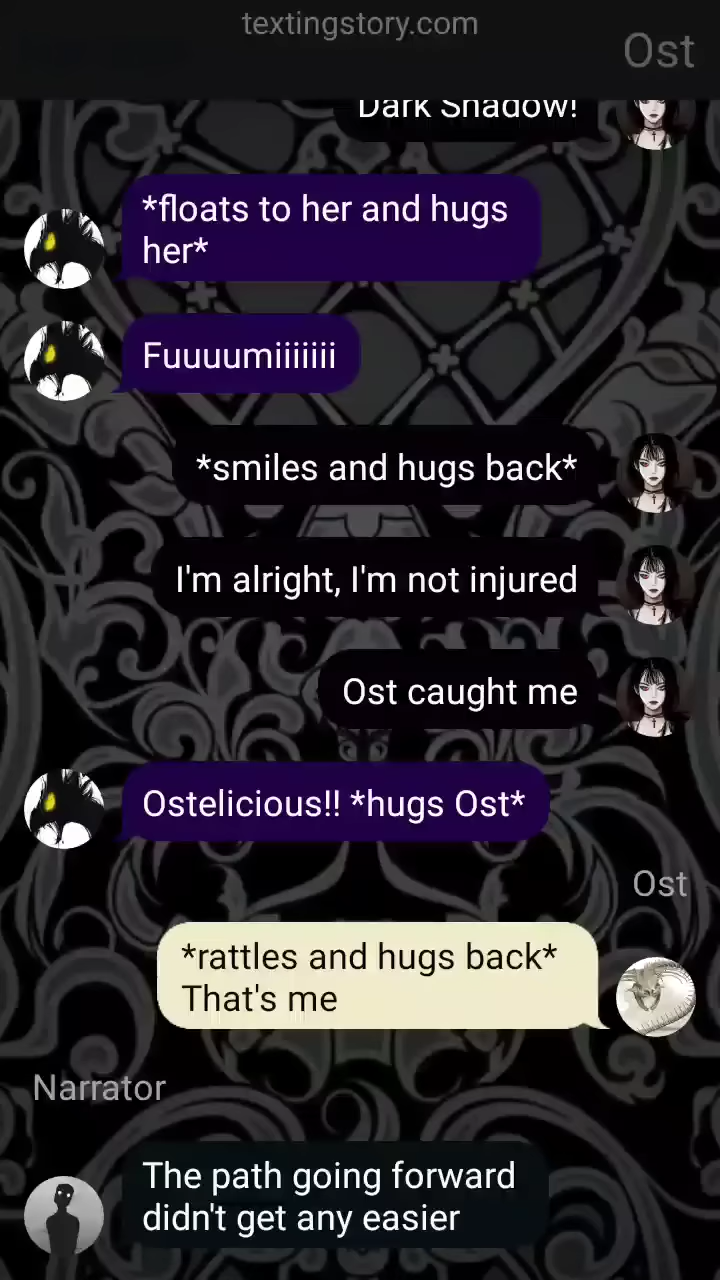 textingstory.com
Ost
Dark Shadow!
*floats to her and hugs
her*
Fuuuumiiiiiii
*smiles and hugs back*
I'm alright, I'm not injured
Ost caught me
Ostelicious!! *hugs Ost*
Ost
*rattles and hugs back*
That's me
Narrator
The path going forward
didn't get any easier